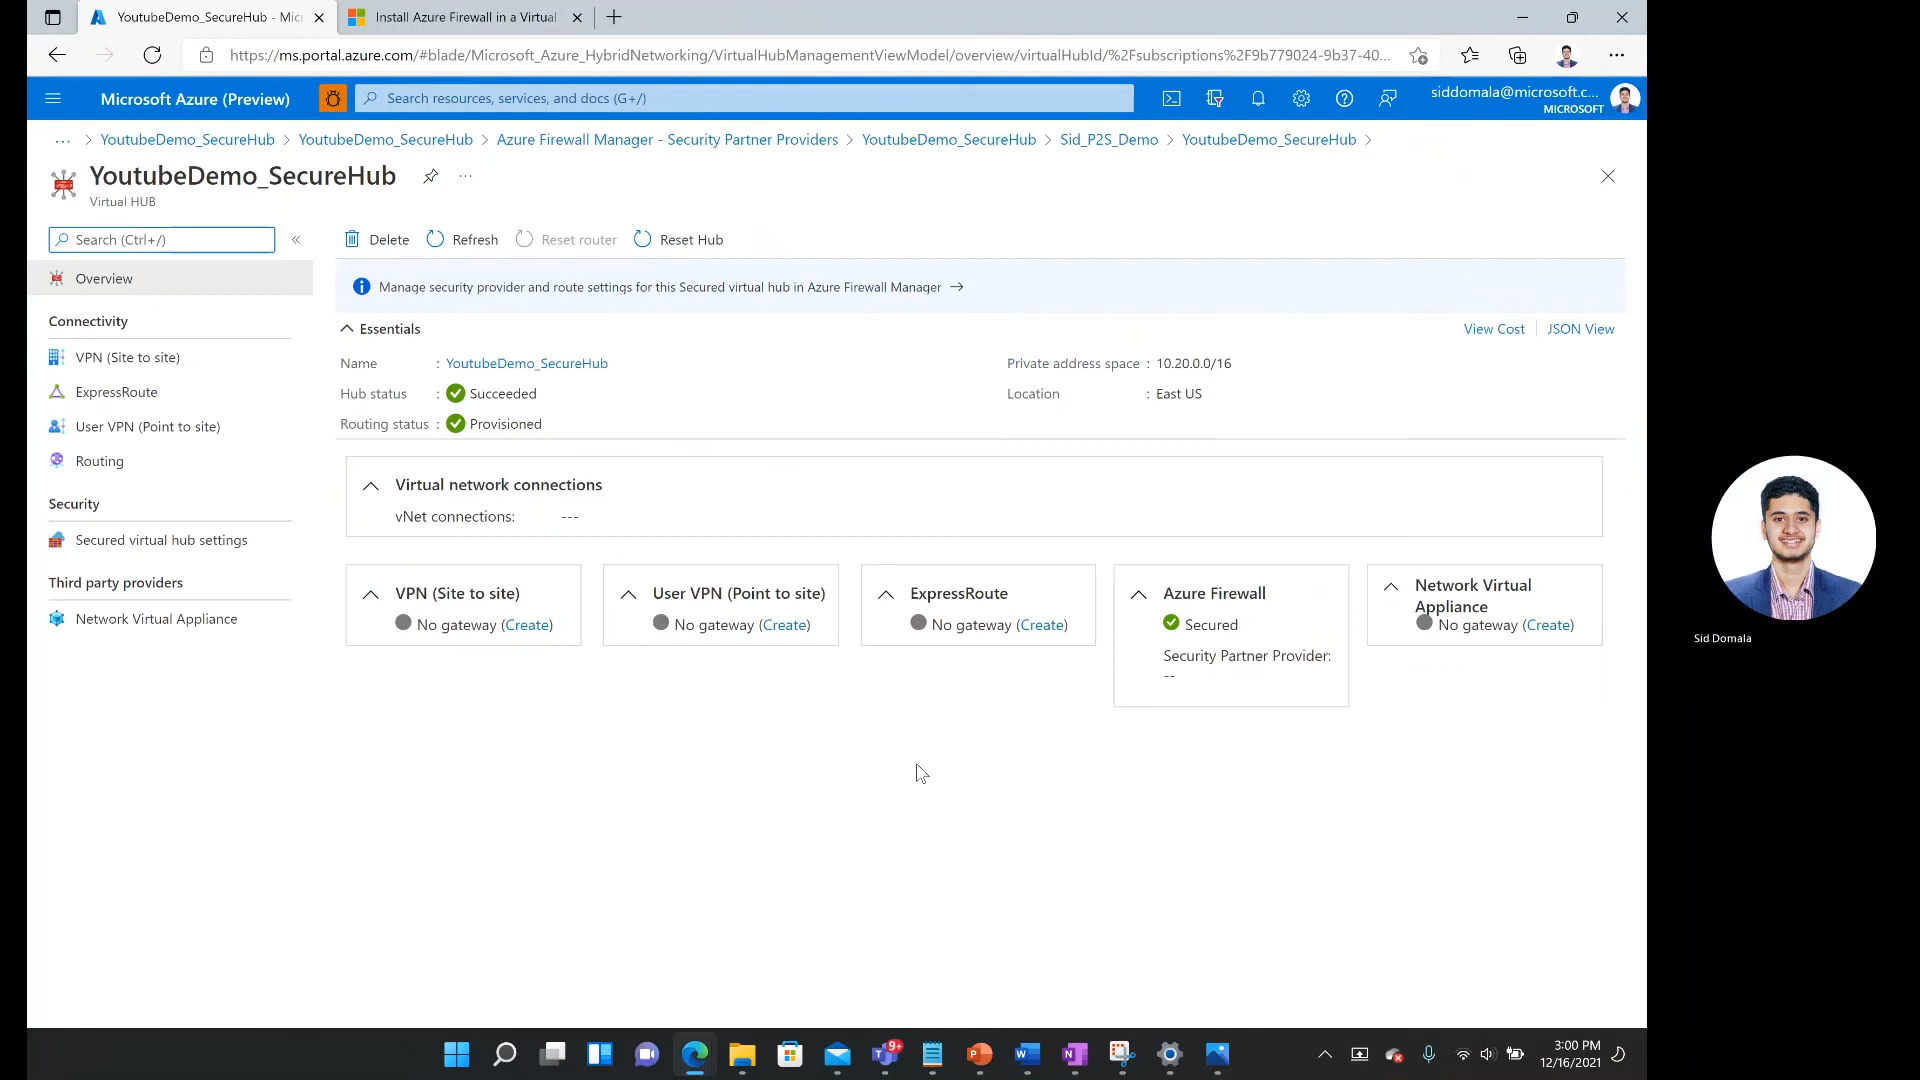 YoutubeDemo_SecureHub - Mic
Install Azure Firewall in a Virtual
https://ms.portal.azure.com/#blade/Microsoft_Azure_HybridNetworking/VirtualHubManagementViewModel/overview/virtualHubId/%2Fsubscriptions%2F9b779024-9b37-40...
Microsoft Azure (Preview)
Search resources, services, and docs (G+/)
siddomala@microsoft.c...
MICROSOFT
... > YoutubeDemo_SecureHub > YoutubeDemo_SecureHub > Azure Firewall Manager - Security Partner Providers > YoutubeDemo_SecureHub > Sid_P2S_Demo > YoutubeDemo_SecureHub >
YoutubeDemo_SecureHub ...
Virtual HUB
Search (Ctrl+/) «
Delete Refresh Reset router Reset Hub
Overview
Manage security provider and route settings for this Secured virtual hub in Azure Firewall Manager →
Connectivity
VPN (Site to site)
ExpressRoute
User VPN (Point to site)
Routing
Security
Secured virtual hub settings
Third party providers
Network Virtual Appliance
Essentials
View Cost JSON View
Name : YoutubeDemo_SecureHub
Private address space : 10.20.0.0/16
Hub status : Succeeded
Location : East US
Routing status : Provisioned
Virtual network connections
vNet connections: ---
VPN (Site to site)
No gateway (Create)
User VPN (Point to site)
No gateway (Create)
ExpressRoute
No gateway (Create)
Azure Firewall
Secured
Security Partner Provider:
--
Network Virtual
Appliance
No gateway (Create)
Sid Domala
9+
3:00 PM
12/16/2021